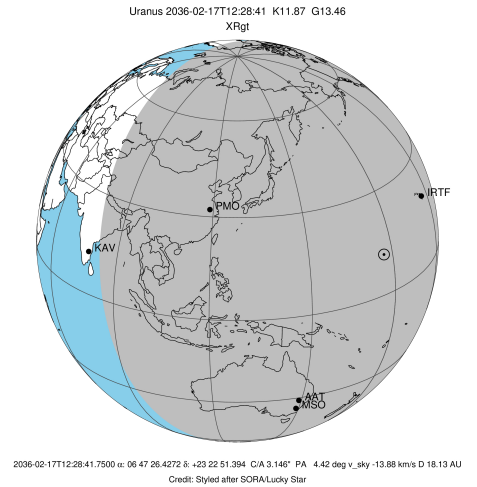 Uranus 2036-02-17T12:28:41 K11.87 G13.46
XRgt
IRTF
PMO
KAV
AAT
MSO
2036-02-17T12:28:41.7500 α: 06 47 26.4272 δ: +23 22 51.394 C/A 3.146" PA 4.42 deg v_sky -13.88 km/s D 18.13 AU
Credit: Styled after SORA/Lucky Star